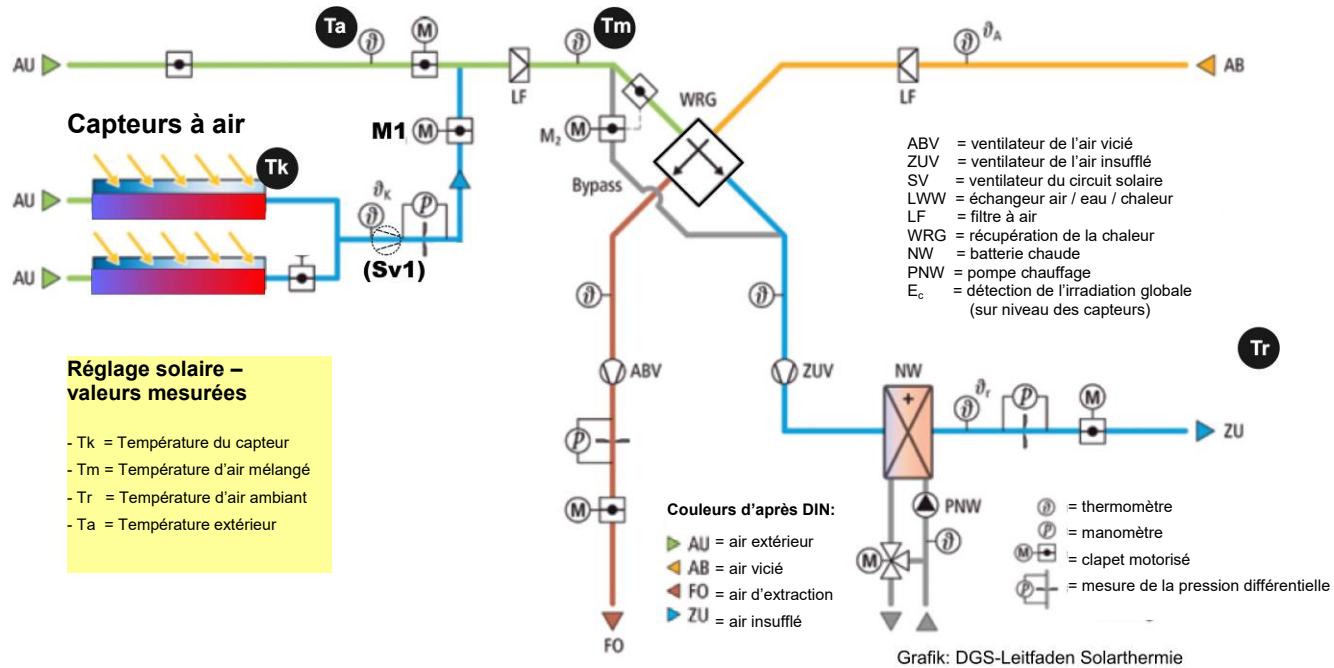 Ta
Tm
M
ϑ
ϑ
ϑ
ϑA
AU
AB
LF
WRG
LF
Capteurs à air
M1
M
M2
M
Tk
AU
Bypass
ϑK
ϑ
P
AU
(Sv1)
ABV = ventilateur de l'air vicié
ZUV = ventilateur de l'air insufflé
SV = ventilateur du circuit solaire
LWW = échangeur air / eau / chaleur
LF = filtre à air
WRG = récupération de la chaleur
NW = batterie chaude
PNW = pompe chauffage
Ec = détection de l'irradiation globale
(sur niveau des capteurs)
ϑ
ϑ
Tr
Réglage solaire –
valeurs mesurées
- Tk = Température du capteur
- Tm = Température d'air mélangé
- Tr = Température d'air ambiant
- Ta = Température extérieur
ABV
ZUV
NW
+
ϑr
ϑ
P
M
ZU
P
M
PNW
ϑ
M
Couleurs d'après DIN:
AU = air extérieur
AB = air vicié
FO = air d'extraction
ZU = air insufflé
ϑ = thermomètre
P = manomètre
M = clapet motorisé
P = mesure de la pression différentielle
FO
Grafik: DGS-Leitfaden Solarthermie